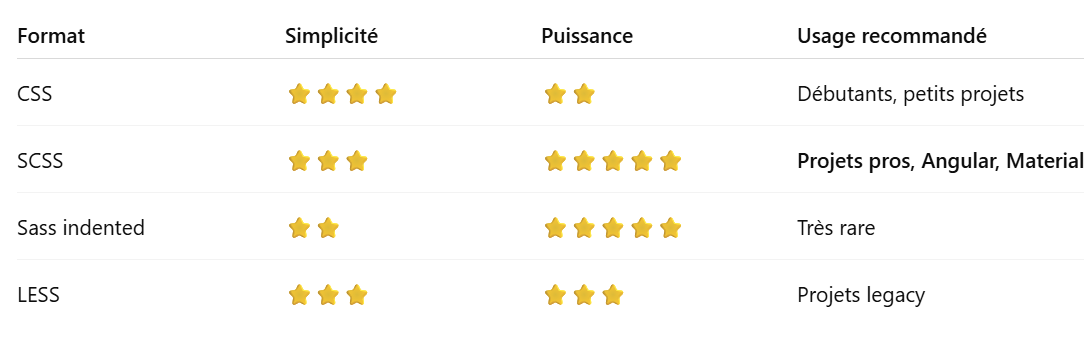 Format Simplicité Puissance Usage recommandé
CSS ⭐⭐⭐⭐ ⭐⭐ Débutants, petits projets
SCSS ⭐⭐⭐ ⭐⭐⭐⭐⭐ Projets pros, Angular, Material
Sass indented ⭐⭐ ⭐⭐⭐⭐⭐ Très rare
LESS ⭐⭐⭐ ⭐⭐⭐ Projets legacy